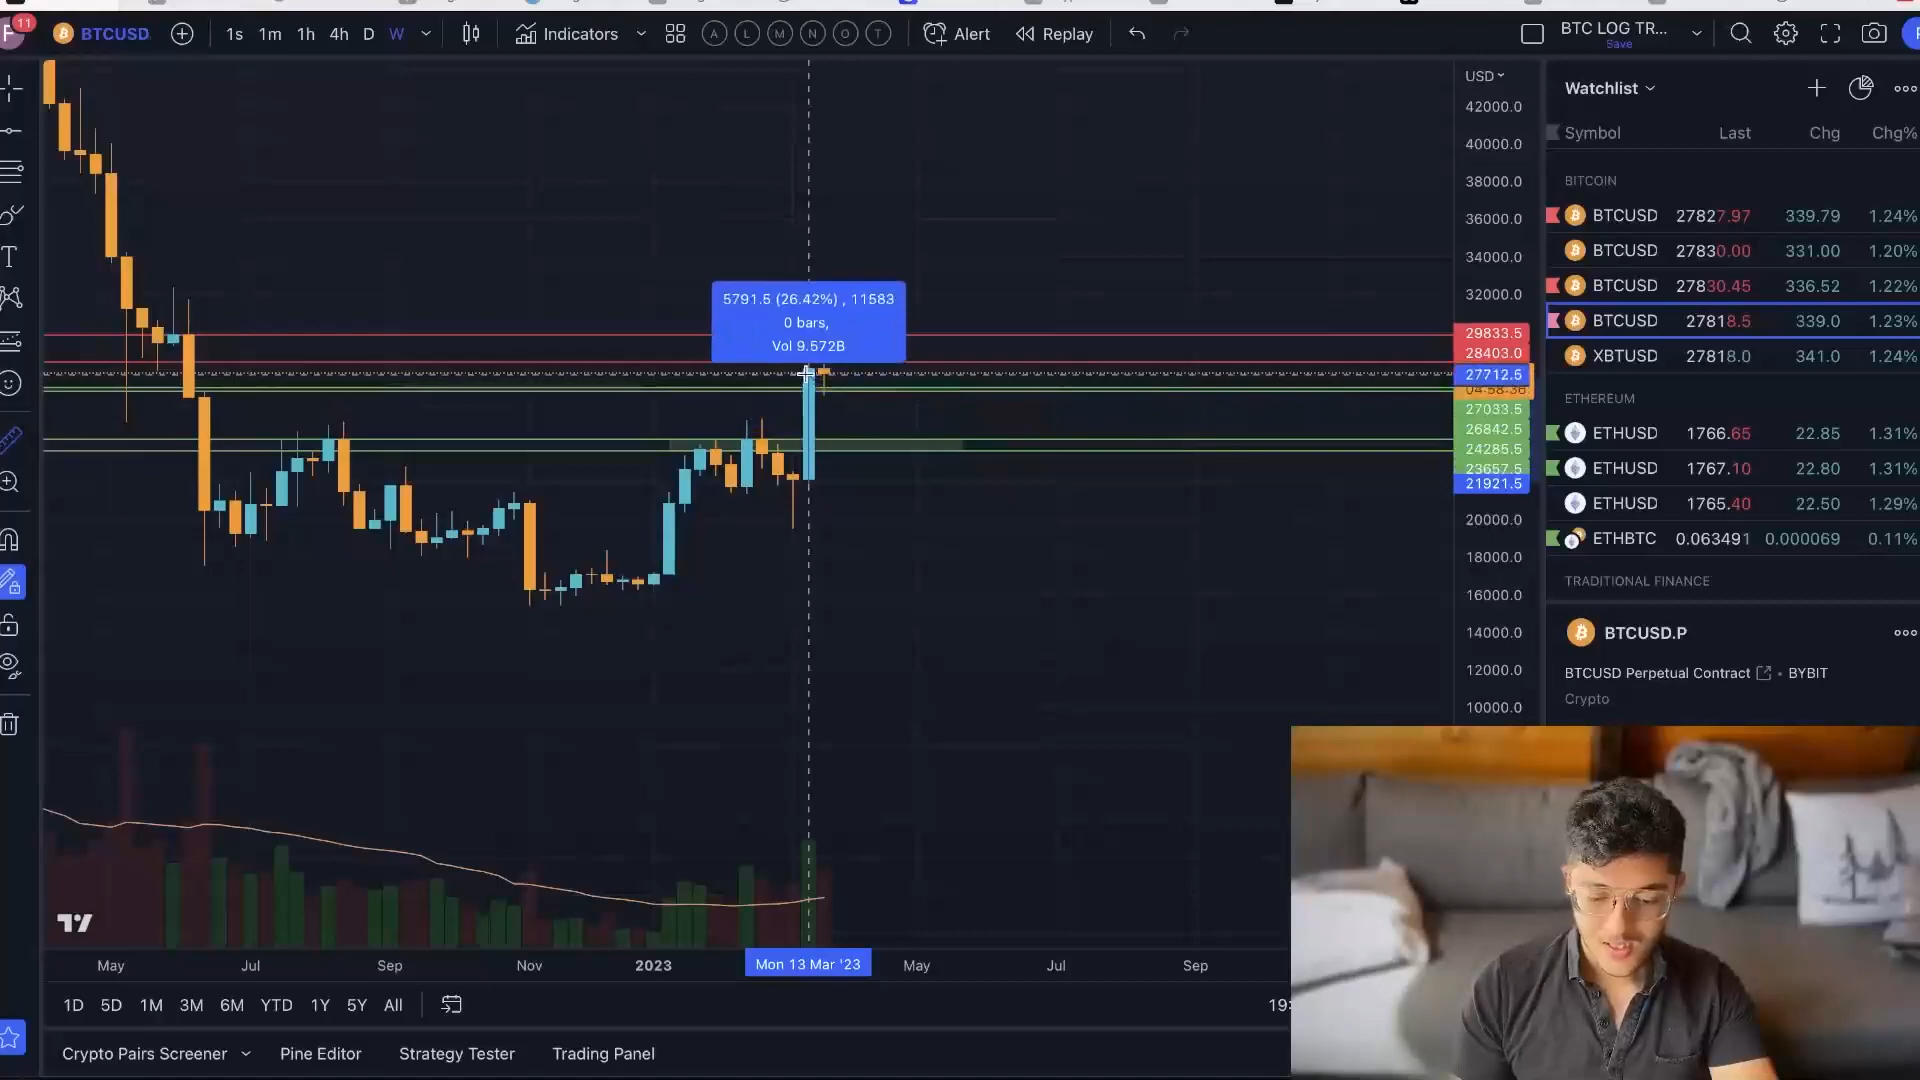 11
BTCUSD
1s 1m 1h 4h D W
Indicators
A L M N O T
Alert
Replay
BTC LOG TR...
Save
USD
42000.0
40000.0
38000.0
36000.0
34000.0
32000.0
29833.5
28403.0
27712.5
04:58:36
27033.5
26842.5
24285.5
23657.5
21921.5
20000.0
18000.0
16000.0
14000.0
12000.0
10000.0
5791.5 (26.42%) , 11583
0 bars,
Vol 9.572B
May Jul Sep Nov 2023 Mon 13 Mar '23 May Jul Sep
1D 5D 1M 3M 6M YTD 1Y 5Y All
Crypto Pairs Screener Pine Editor Strategy Tester Trading Panel
Watchlist
Symbol Last Chg Chg%
BITCOIN
BTCUSD 27827.97 339.79 1.24%
BTCUSD 27830.00 331.00 1.20%
BTCUSD 27830.45 336.52 1.22%
BTCUSD 27818.5 339.0 1.23%
XBTUSD 27818.0 341.0 1.24%
ETHEREUM
ETHUSD 1766.65 22.85 1.31%
ETHUSD 1767.10 22.80 1.31%
ETHUSD 1765.40 22.50 1.29%
ETHBTC 0.063491 0.000069 0.11%
TRADITIONAL FINANCE
BTCUSD.P
BTCUSD Perpetual Contract • BYBIT
Crypto